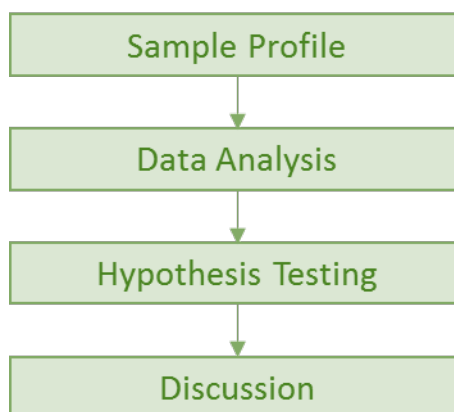 Sample Profile
Data Analysis
Hypothesis Testing
Discussion